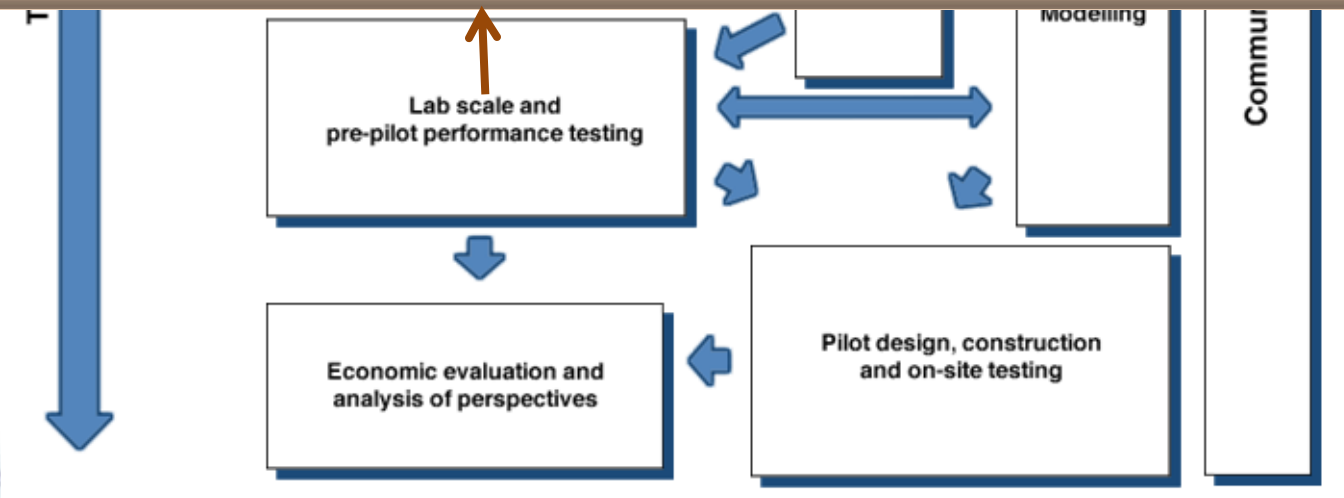 Modelling
Lab scale and
pre-pilot performance testing
Pilot design, construction
and on-site testing
Economic evaluation and
analysis of perspectives